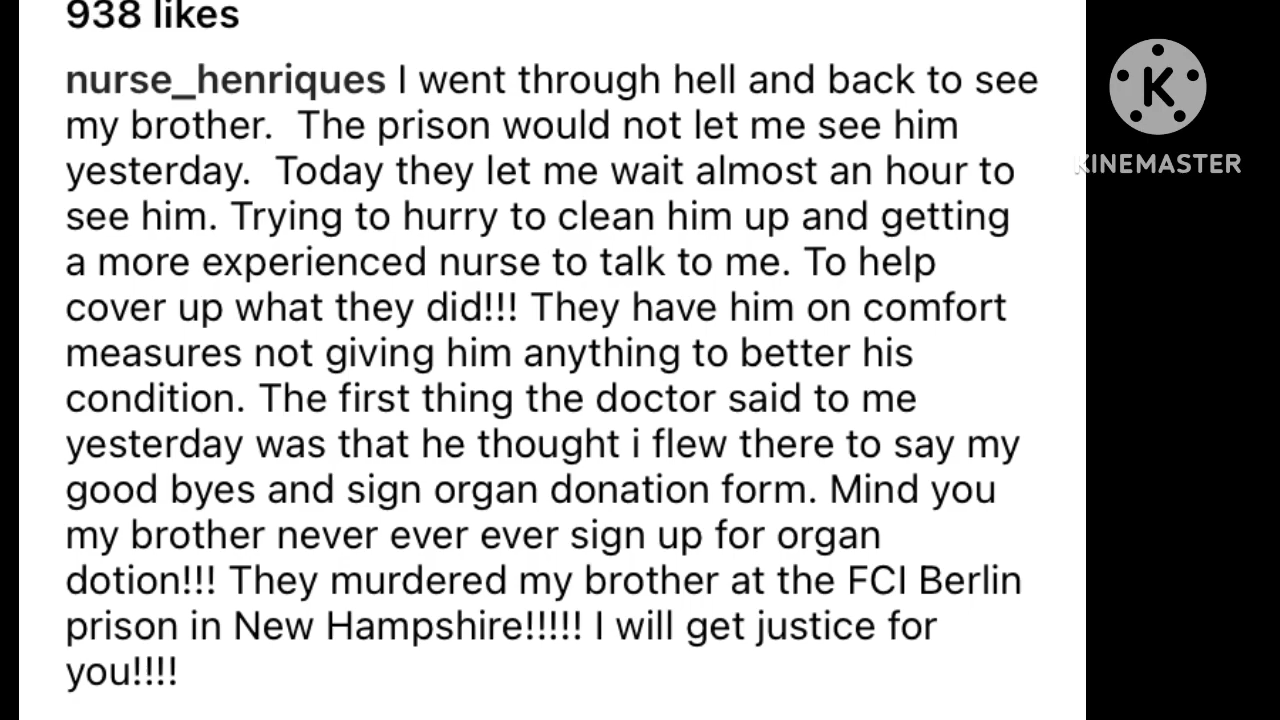 938 likes
nurse_henriques I went through hell and back to see
my brother.  The prison would not let me see him
yesterday.  Today they let me wait almost an hour to
see him. Trying to hurry to clean him up and getting
a more experienced nurse to talk to me. To help
cover up what they did!!! They have him on comfort
measures not giving him anything to better his
condition. The first thing the doctor said to me
yesterday was that he thought i flew there to say my
good byes and sign organ donation form. Mind you
my brother never ever ever sign up for organ
dotion!!! They murdered my brother at the FCI Berlin
prison in New Hampshire!!!!! I will get justice for
you!!!!
K
KINEMASTER